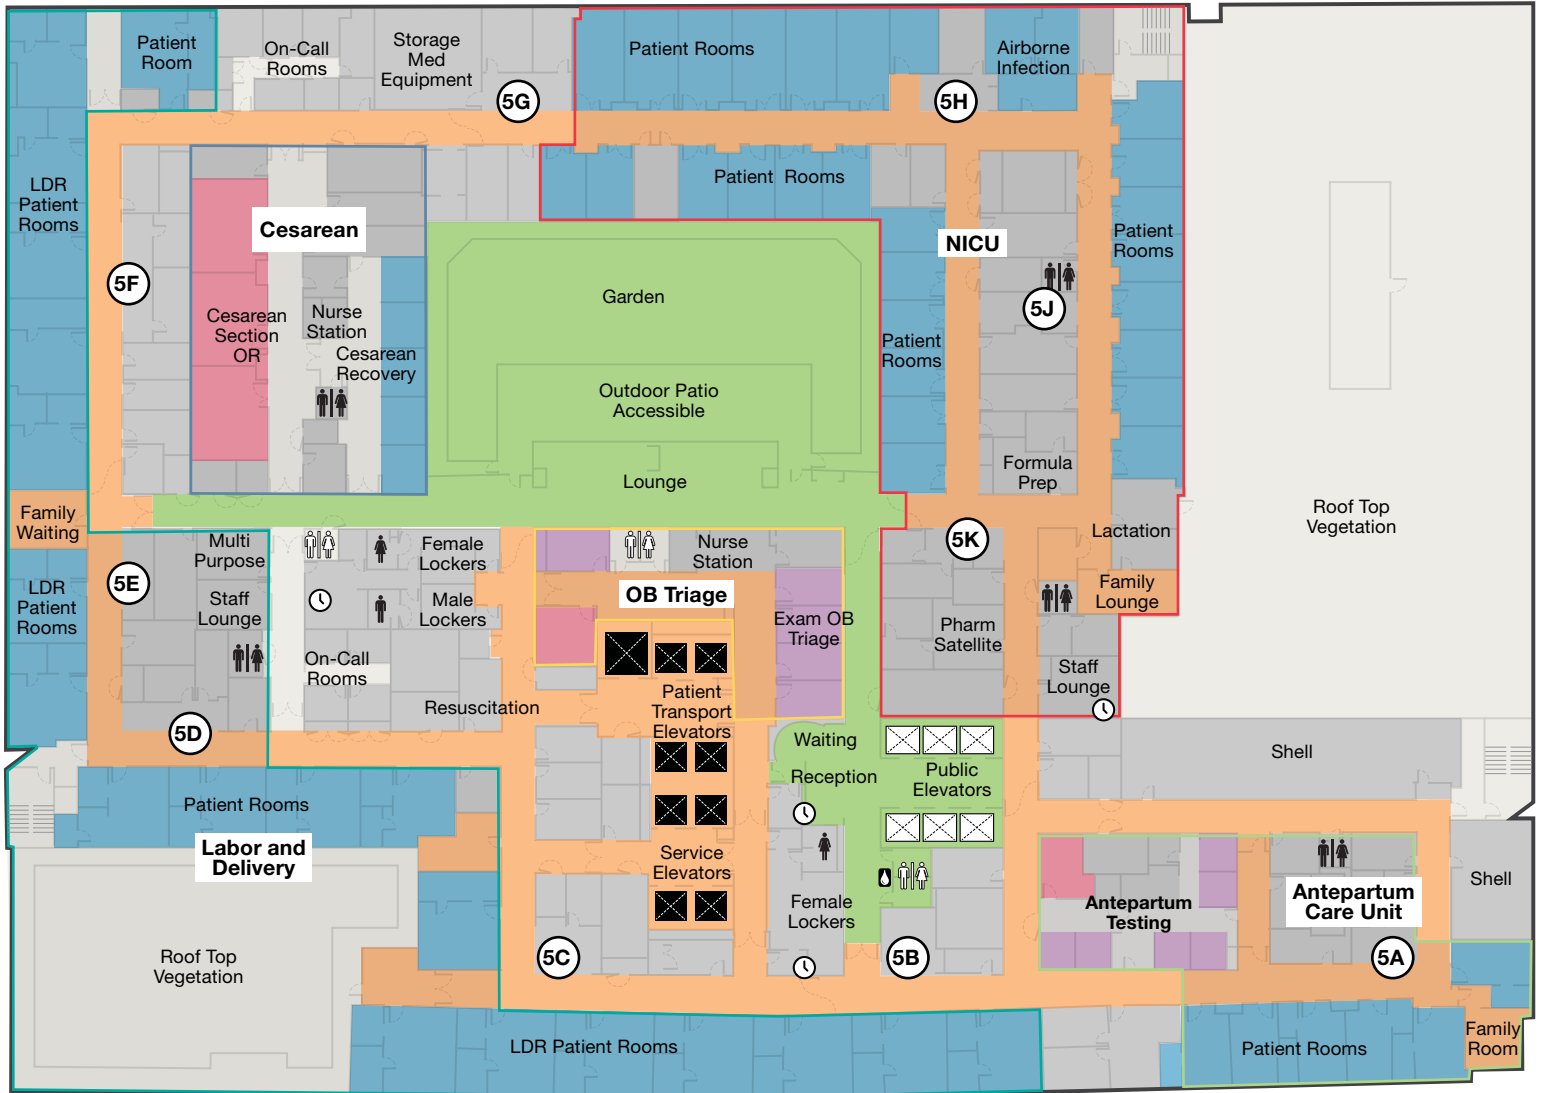 Patient
Room
On-Call
Rooms
Storage
Med
Equipment
5G
Patient Rooms
Airborne
Infection
5H
LDR
Patient
Rooms
Patient Rooms
Cesarean
NICU
Patient
Rooms
5F
Garden
5J
Cesarean
Section
OR
Nurse
Station
Cesarean
Recovery
Patient
Rooms
Outdoor Patio
Accessible
Formula
Prep
Lounge
Family
Waiting
Roof Top
Vegetation
Multi
Purpose
Female
Lockers
Nurse
Station
5K
Lactation
5E
LDR
Patient
Rooms
Staff
Lounge
Male
Lockers
OB Triage
Exam OB
Triage
Family
Lounge
Pharm
Satellite
On-Call
Rooms
Staff
Lounge
Resuscitation
Patient
Transport
Elevators
5D
Waiting
Reception
Public
Elevators
Shell
Patient Rooms
Labor and
Delivery
Service
Elevators
Female
Lockers
Antepartum
Testing
Antepartum
Care Unit
Shell
Roof Top
Vegetation
5C
5B
5A
LDR Patient Rooms
Patient Rooms
Family
Room